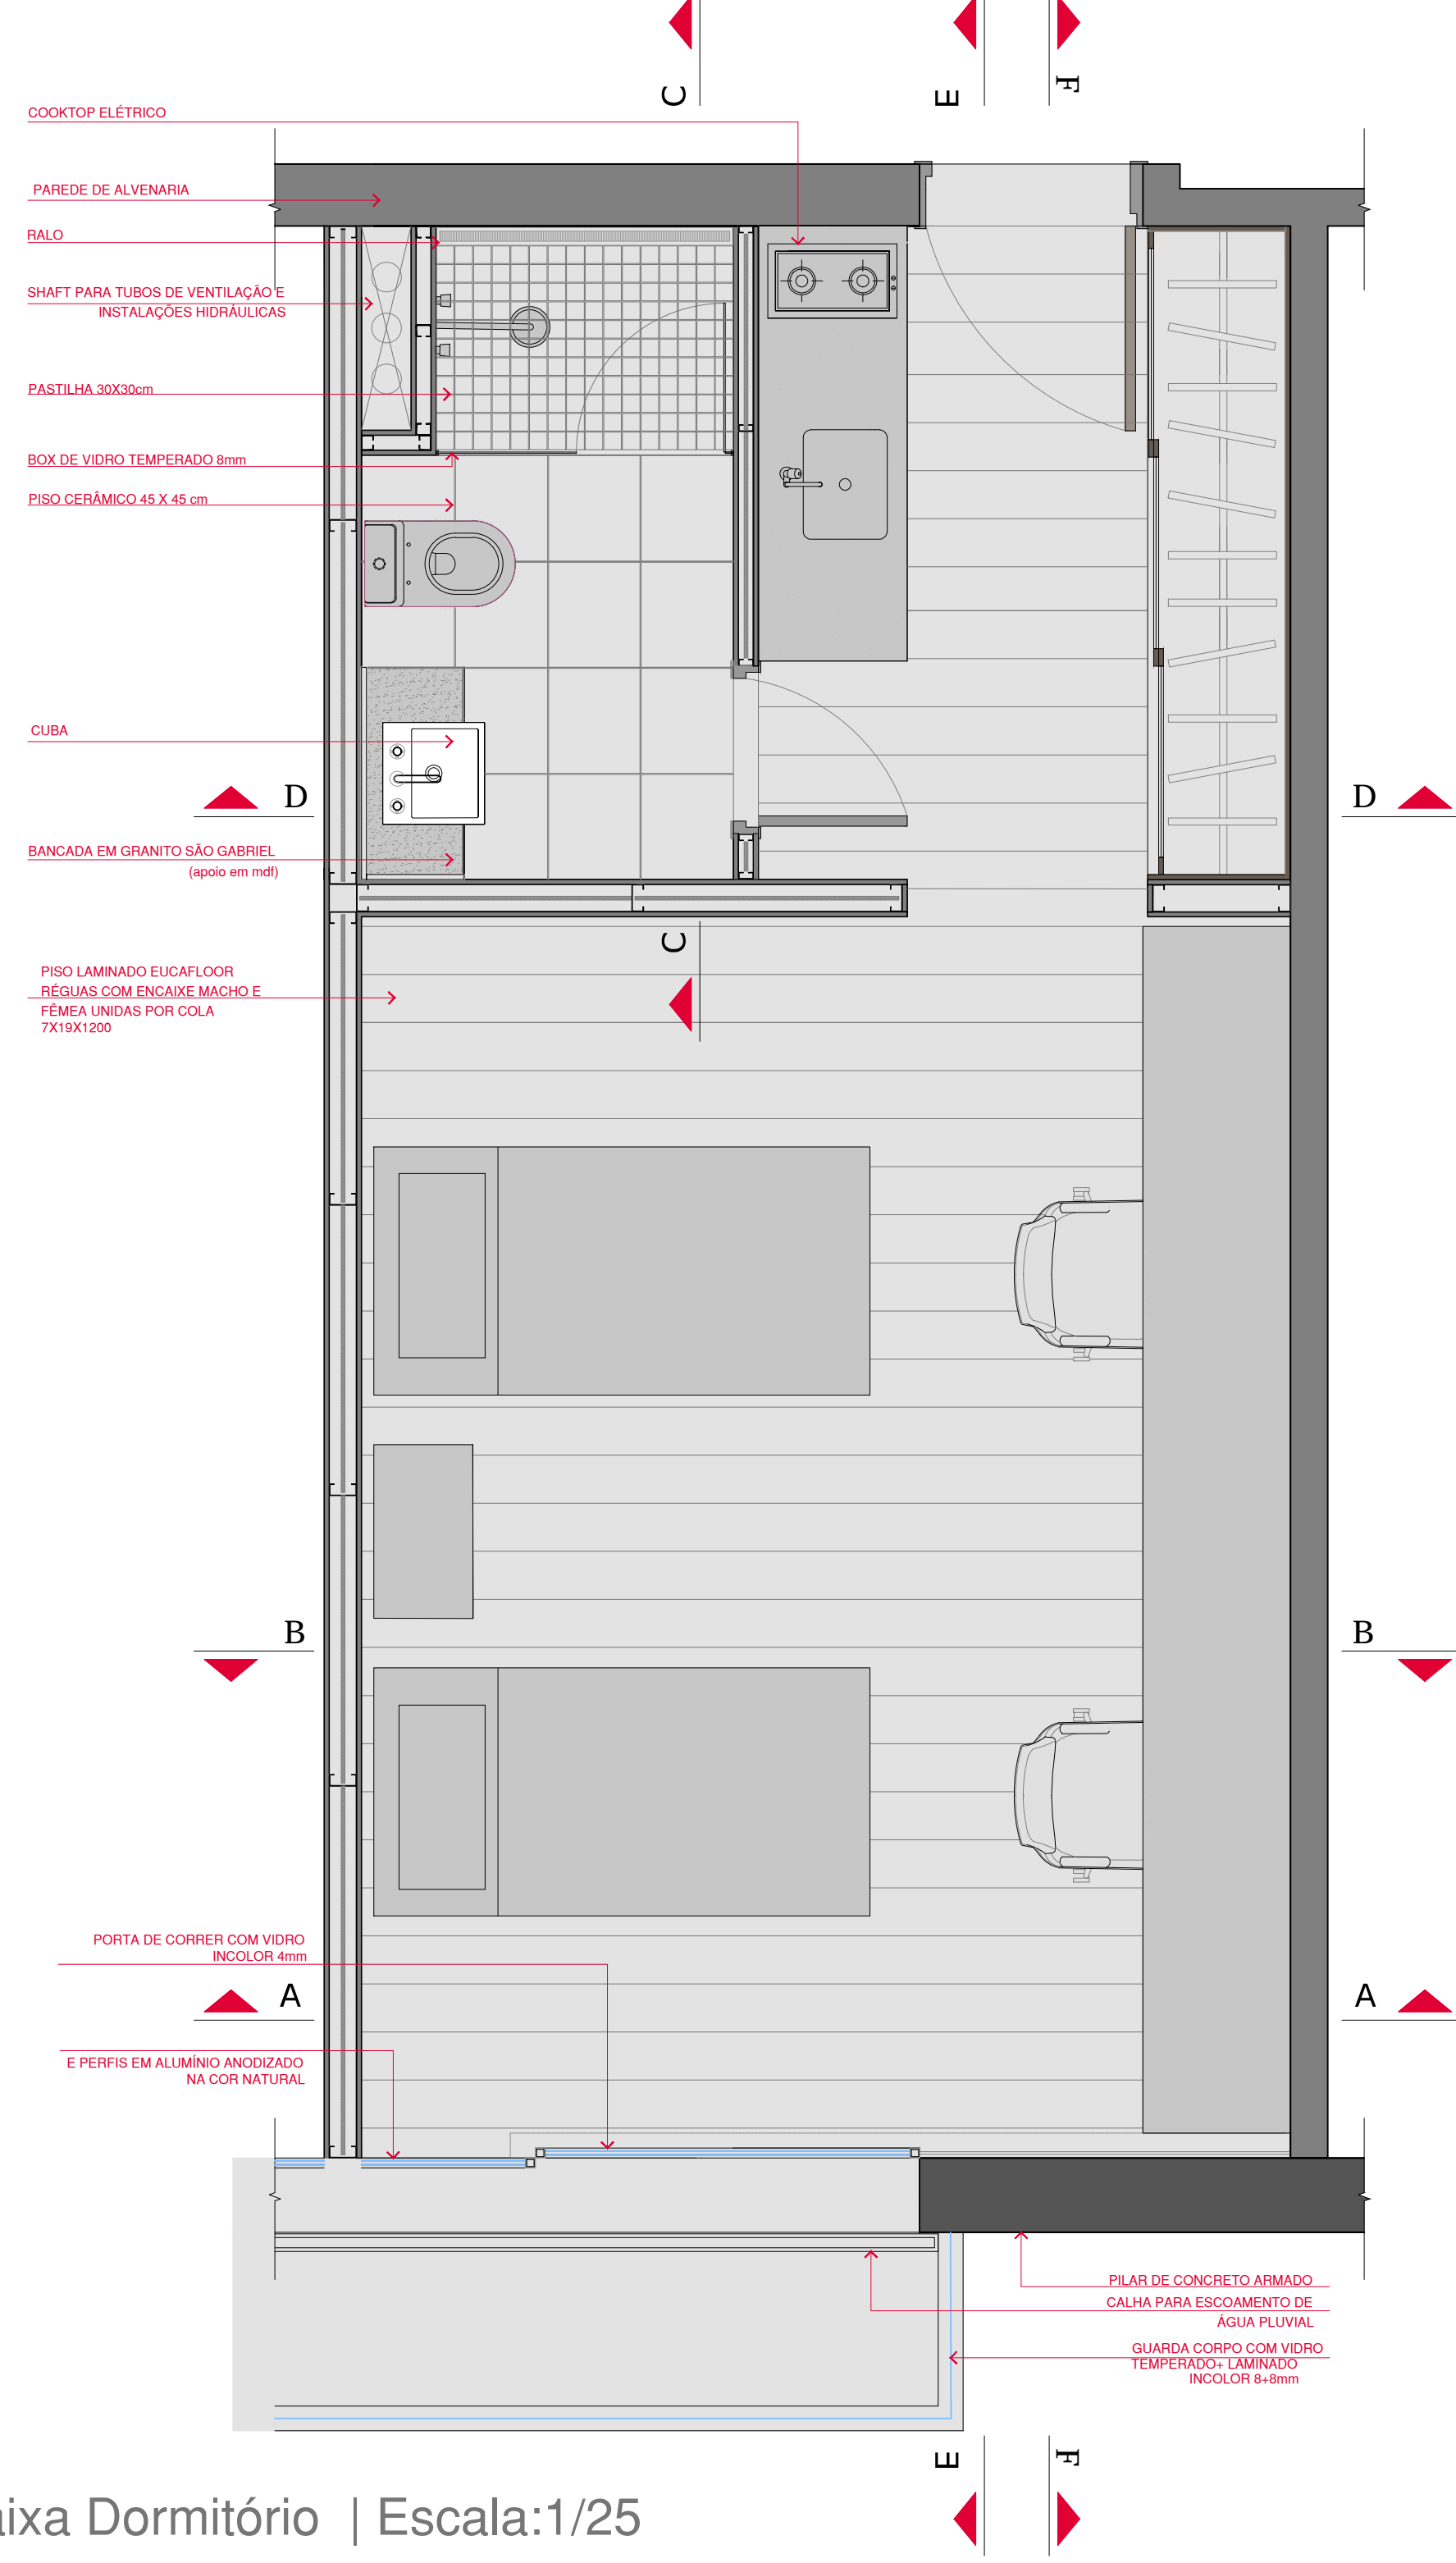 C
E
F
COOKTOP ELÉTRICO
PAREDE DE ALVENARIA
RALO
SHAFT PARA TUBOS DE VENTILAÇÃO E
INSTALAÇÕES HIDRÁULICAS
PASTILHA 30X30cm
BOX DE VIDRO TEMPERADO 8mm
PISO CERÂMICO 45 X 45 cm
CUBA
D
D
BANCADA EM GRANITO SÃO GABRIEL
(apoio em mdf)
C
PISO LAMINADO EUCAFLOOR
RÉGUAS COM ENCAIXE MACHO E
FÊMEA UNIDAS POR COLA
7X19X1200
B
B
PORTA DE CORRER COM VIDRO
INCOLOR 4mm
A
A
E PERFIS EM ALUMÍNIO ANODIZADO
NA COR NATURAL
PILAR DE CONCRETO ARMADO
CALHA PARA ESCOAMENTO DE
ÁGUA PLUVIAL
GUARDA CORPO COM VIDRO
TEMPERADO+ LAMINADO
INCOLOR 8+8mm
E
F
aixa Dormitório | Escala:1/25